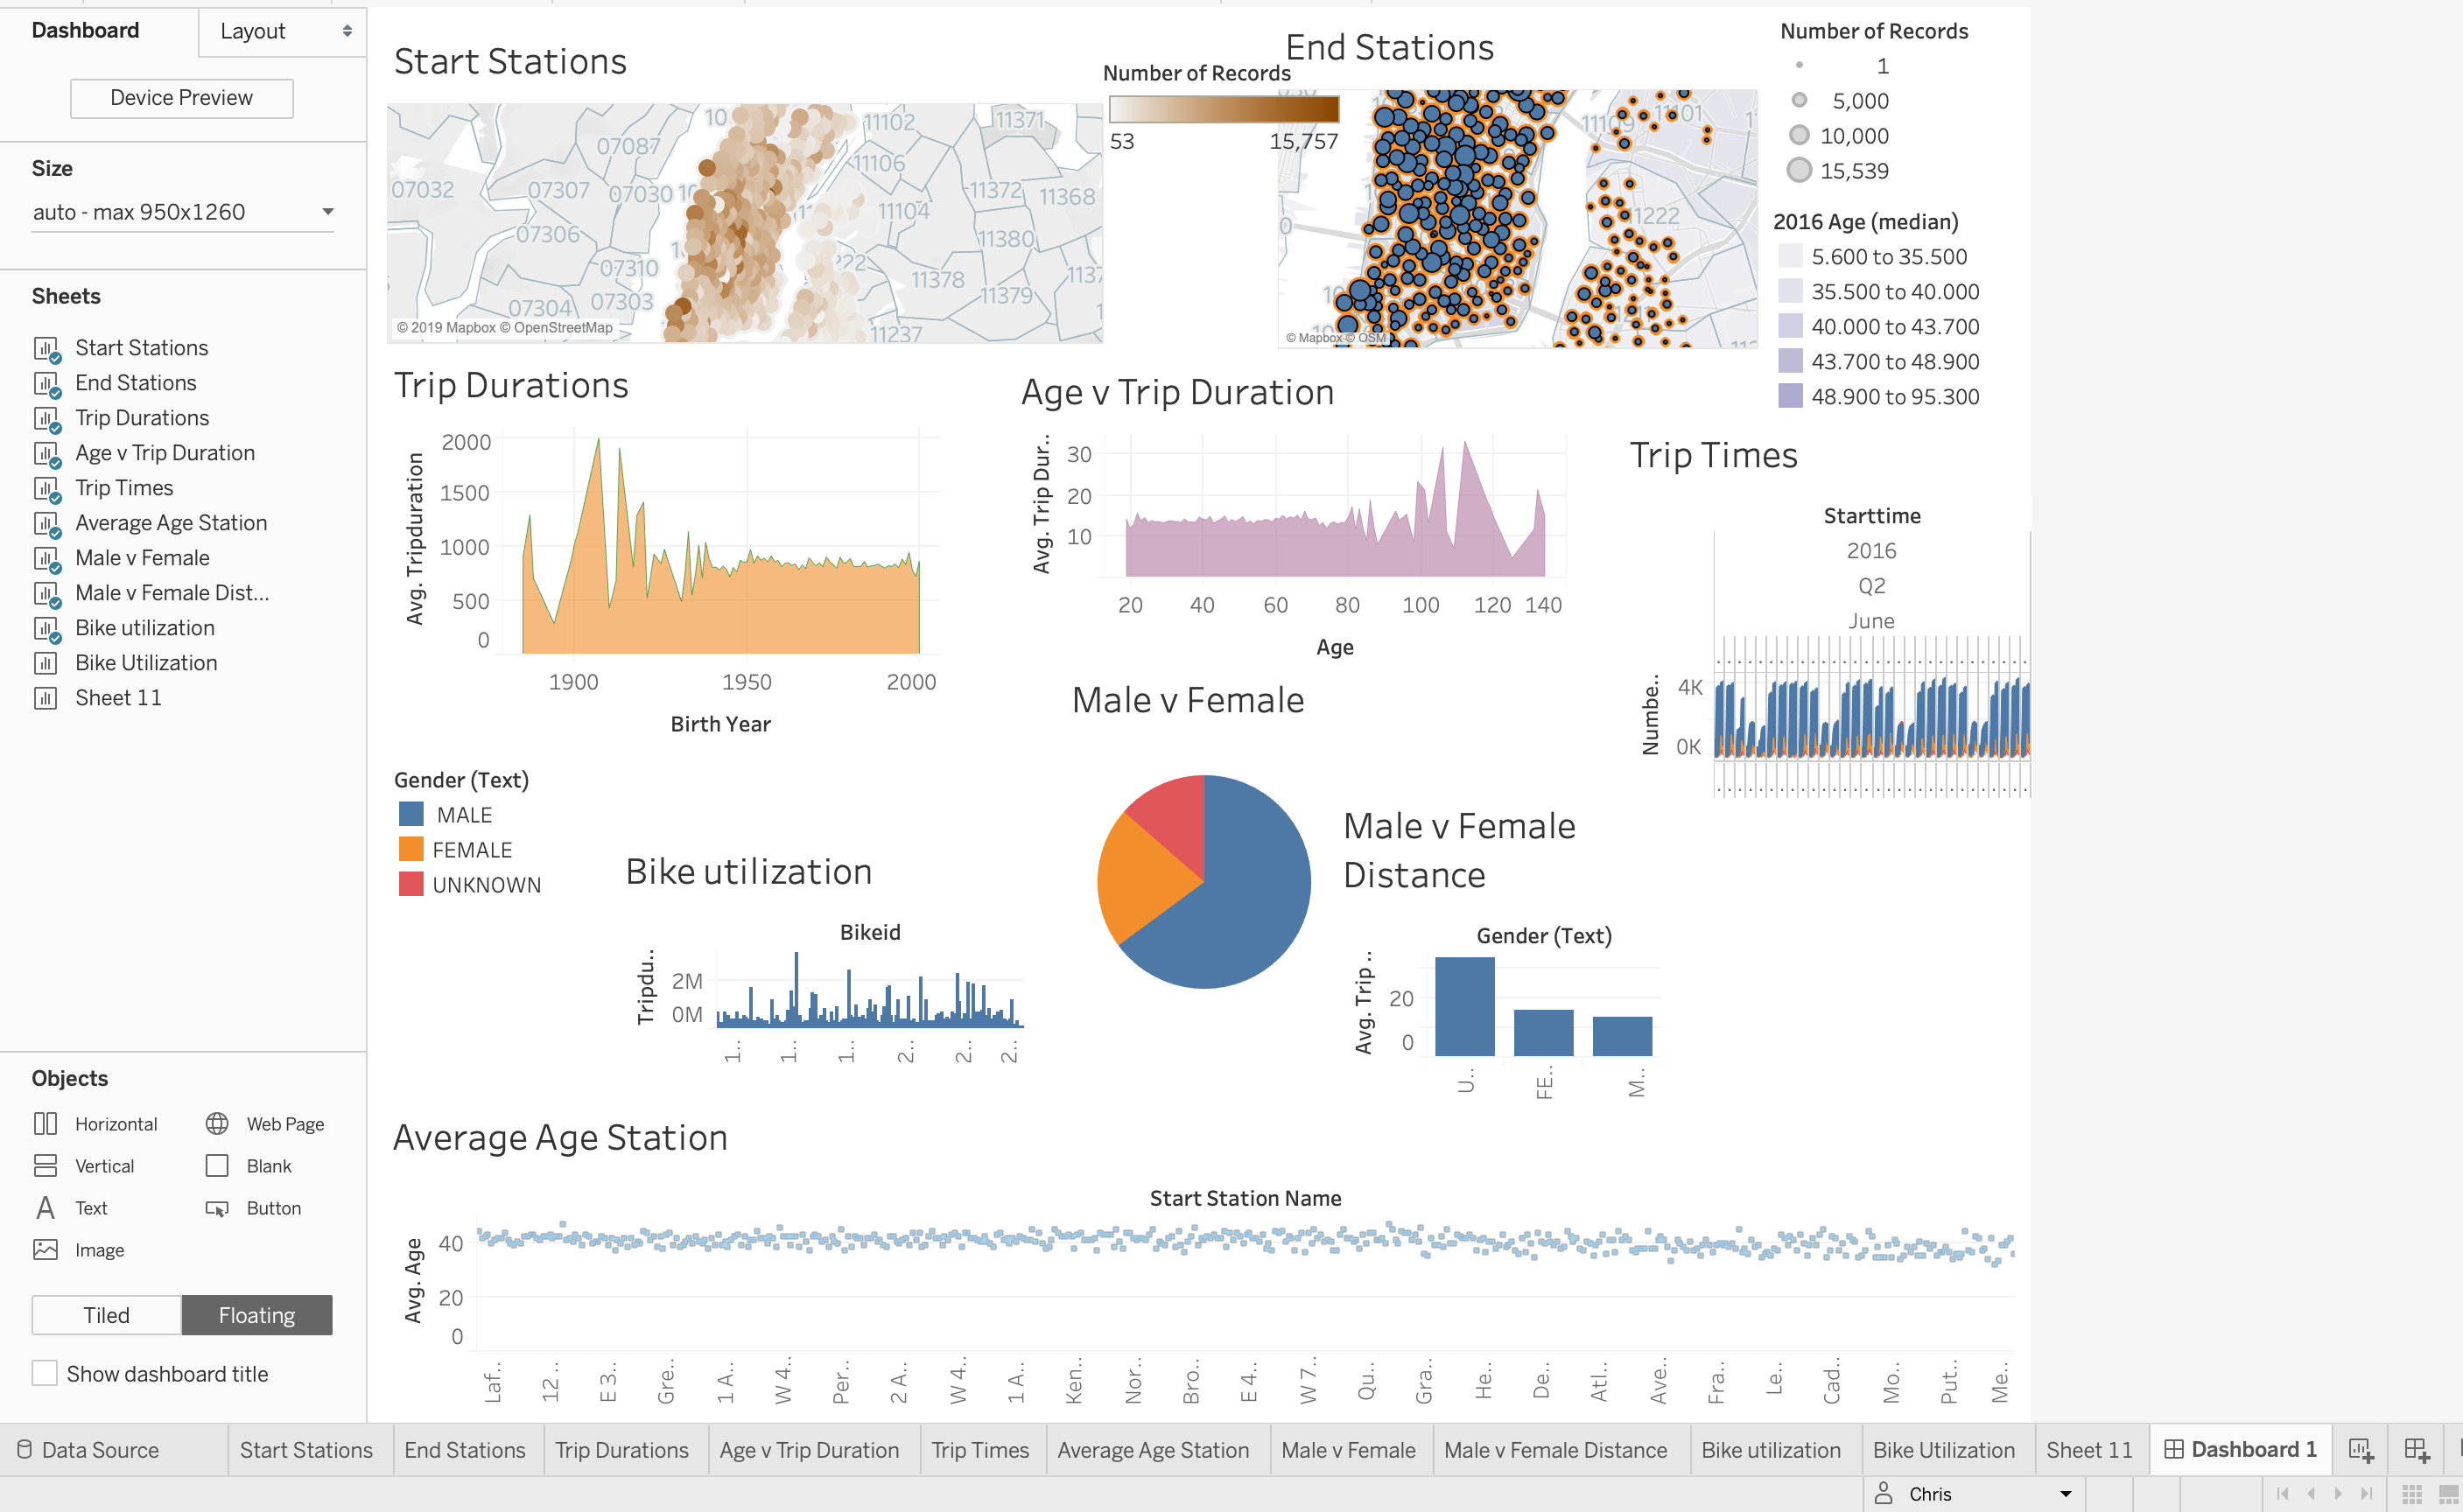 Dashboard
Layout
Device Preview
Size
auto - max 950x1260
Sheets
Start Stations
End Stations
Trip Durations
Age v Trip Duration
Trip Times
Average Age Station
Male v Female
Male v Female Dist...
Bike utilization
Bike Utilization
Sheet 11
Objects
Horizontal
Web Page
Vertical
Blank
Text
Button
Image
Tiled
Floating
Show dashboard title
Start Stations
07032
07087
07307
07030
07306
07310
07304
07303
11102
11106
11104
11371
11372
11368
11380
11378
11379
11237
© 2019 Mapbox © OpenStreetMap
Number of Records
53
15,757
End Stations
11109
1101
1222
© Mapbox © OSM
Number of Records
1
5,000
10,000
15,539
2016 Age (median)
5.600 to 35.500
35.500 to 40.000
40.000 to 43.700
43.700 to 48.900
48.900 to 95.300
Trip Durations
Avg. Tripduration
2000
1500
1000
500
0
1900
1950
2000
Birth Year
Age v Trip Duration
Avg. Trip Dur..
30
20
10
20
40
60
80
100
120
140
Age
Trip Times
Starttime
2016
Q2
June
Numbe..
4K
0K
Gender (Text)
MALE
FEMALE
UNKNOWN
Male v Female
Bike utilization
Bikeid
Tripdu..
2M
0M
1..
1..
1..
2..
2..
2..
Male v Female
Distance
Gender (Text)
Avg. Trip ..
20
0
U..
FE..
M..
Average Age Station
Start Station Name
Avg. Age
40
20
0
Laf..
12 ..
E 3..
Gre..
1 A..
W 4..
Per..
2 A..
W 4..
1 A..
Ken..
Nor..
Bro..
E 4..
W 7..
Qu..
Gra..
He..
De..
Atl..
Ave..
Fra..
Le..
Cad..
Mo..
Put..
Me..
Data Source
Start Stations
End Stations
Trip Durations
Age v Trip Duration
Trip Times
Average Age Station
Male v Female
Male v Female Distance
Bike utilization
Bike Utilization
Sheet 11
Dashboard 1
Chris